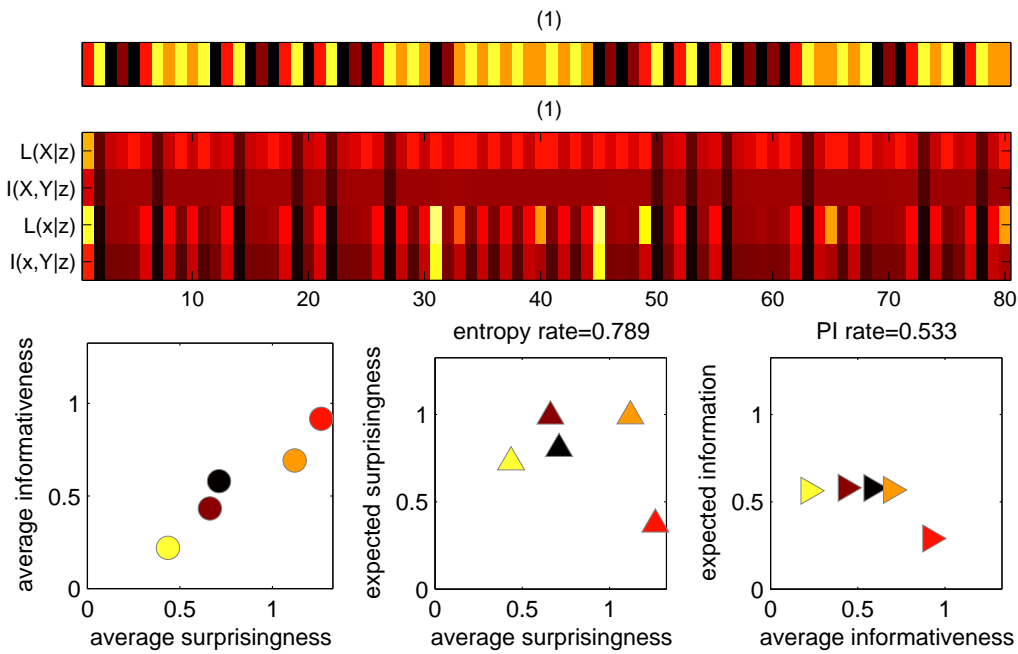 (1)
(1)
L(X|z)
I(X,Y|z)
L(x|z)
I(x,Y|z)
10 20 30 40 50 60 70 80
entropy rate=0.789
PI rate=0.533
average informativeness
1
0.5
0
0 0.5 1
average surprisingness
expected surprisingness
1
0.5
0
0 0.5 1
average surprisingness
expected information
1
0.5
0
0 0.5 1
average informativeness